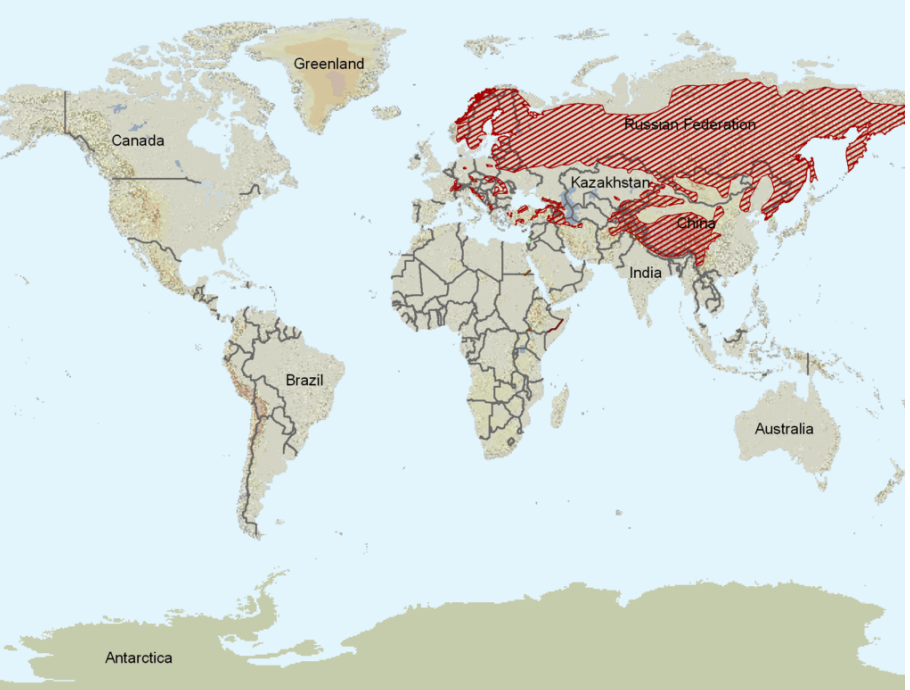 Greenland
Russian Federation
Canada
Kazakhstan
China
India
Brazil
Australia
Antarctica